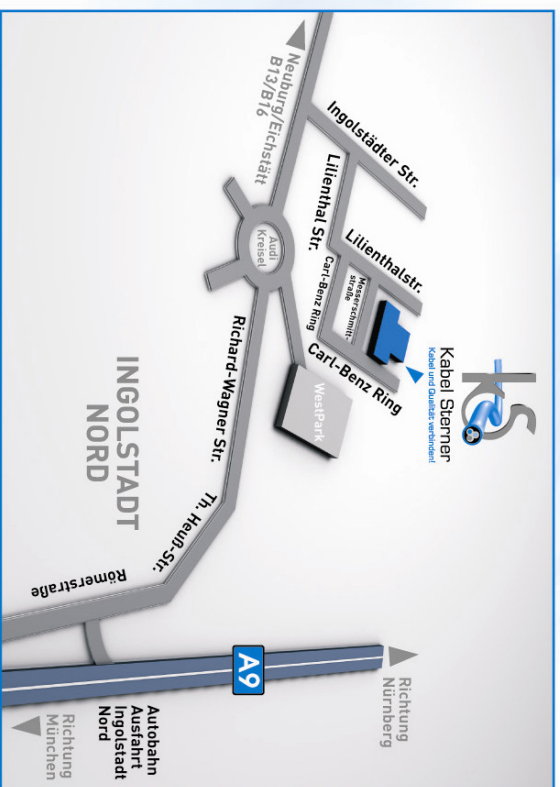 Neuburg/Eichstätt
B13/B16
Ingolstädter Str.
Lilienthal Str.
Lilienthalstr.
Messerschmitt-
straße
Carl-Benz Ring
Carl-Benz Ring
Audi
Kreisel
WestPark
ks
Kabel Sterner
Kabel und Qualität verbinden!
Richard-Wagner Str.
INGOLSTADT
NORD
Th. Heuß-Str.
Römerstraße
A9
Richtung
Nürnberg
Autobahn
Ausfahrt
Ingolstadt
Nord
Richtung
München